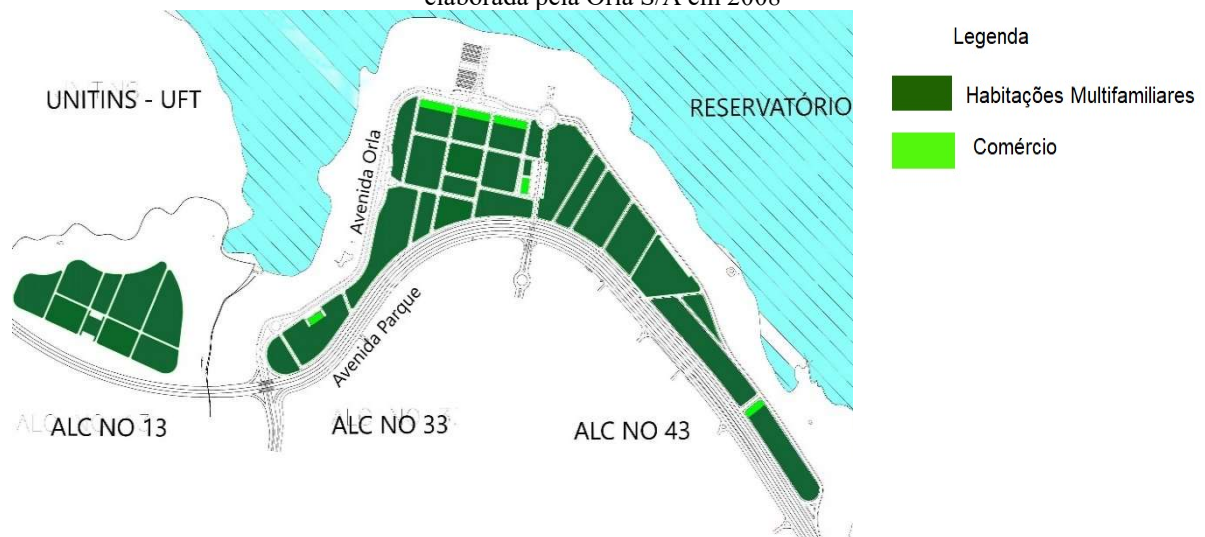 elaborada pela Orla S/A em 2008
Legenda
Habitações Multifamiliares
Comércio
UNITINS - UFT
RESERVATÓRIO
Avenida Orla
Avenida Parque
ALC NO 13
ALC NO 33
ALC NO 43